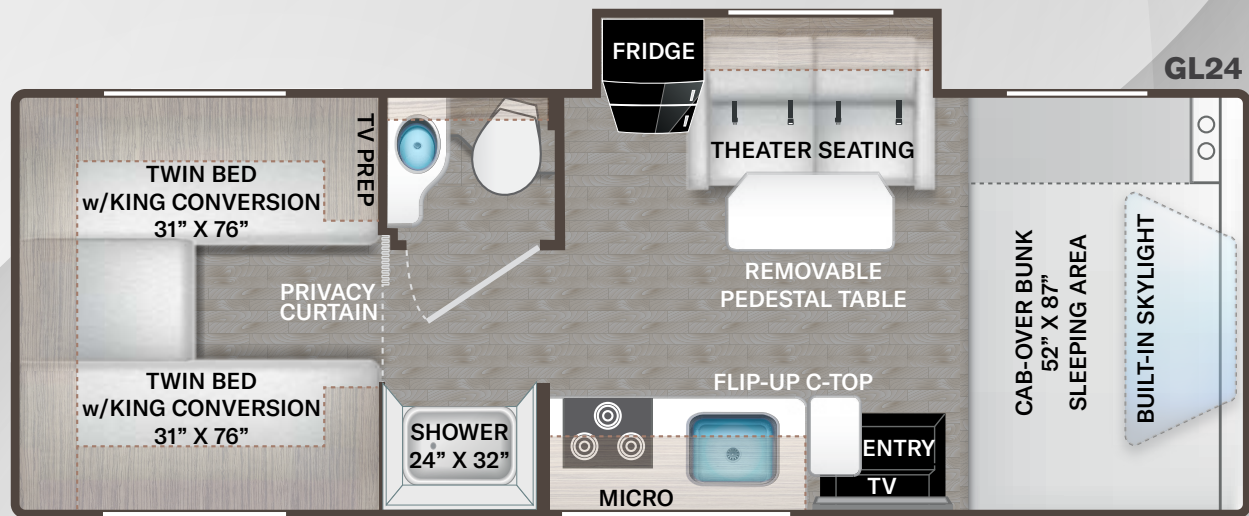 GL24
FRIDGE
THEATER SEATING
TV PREP
TWIN BED
w/KING CONVERSION
31” X 76”
PRIVACY
CURTAIN
REMOVABLE
PEDESTAL TABLE
CAB-OVER BUNK
52” X 87”
SLEEPING AREA
BUILT-IN SKYLIGHT
TWIN BED
w/KING CONVERSION
31” X 76”
SHOWER
24” X 32”
FLIP-UP C-TOP
MICRO
ENTRY
TV